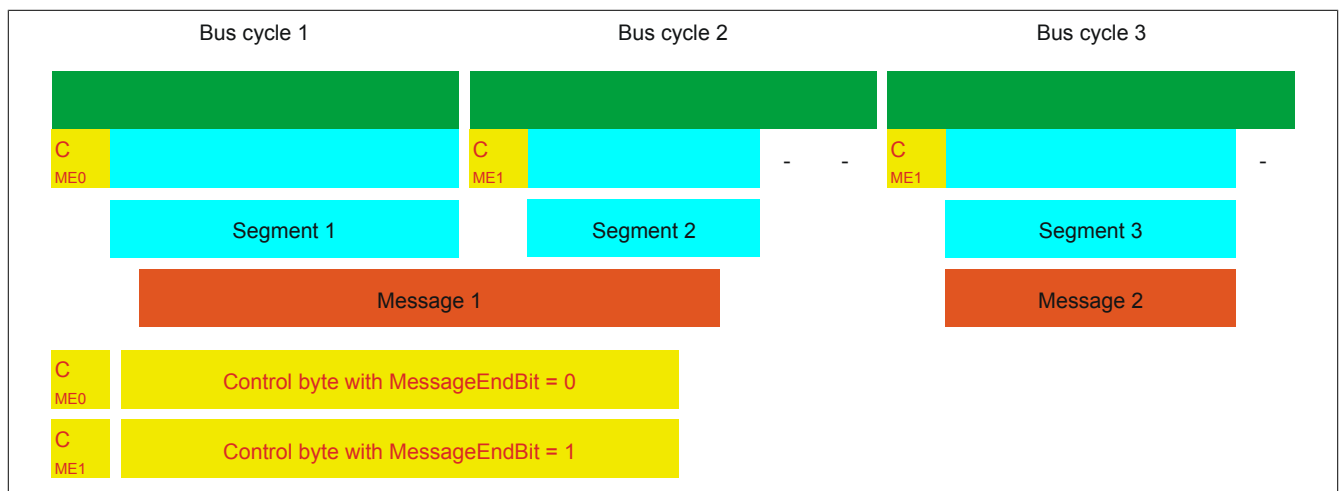 Bus cycle 1 Bus cycle 2 Bus cycle 3
C C - - C -
ME0 ME1 ME1
Segment 1 Segment 2 Segment 3
Message 1 Message 2
C Control byte with MessageEndBit = 0
ME0
C Control byte with MessageEndBit = 1
ME1